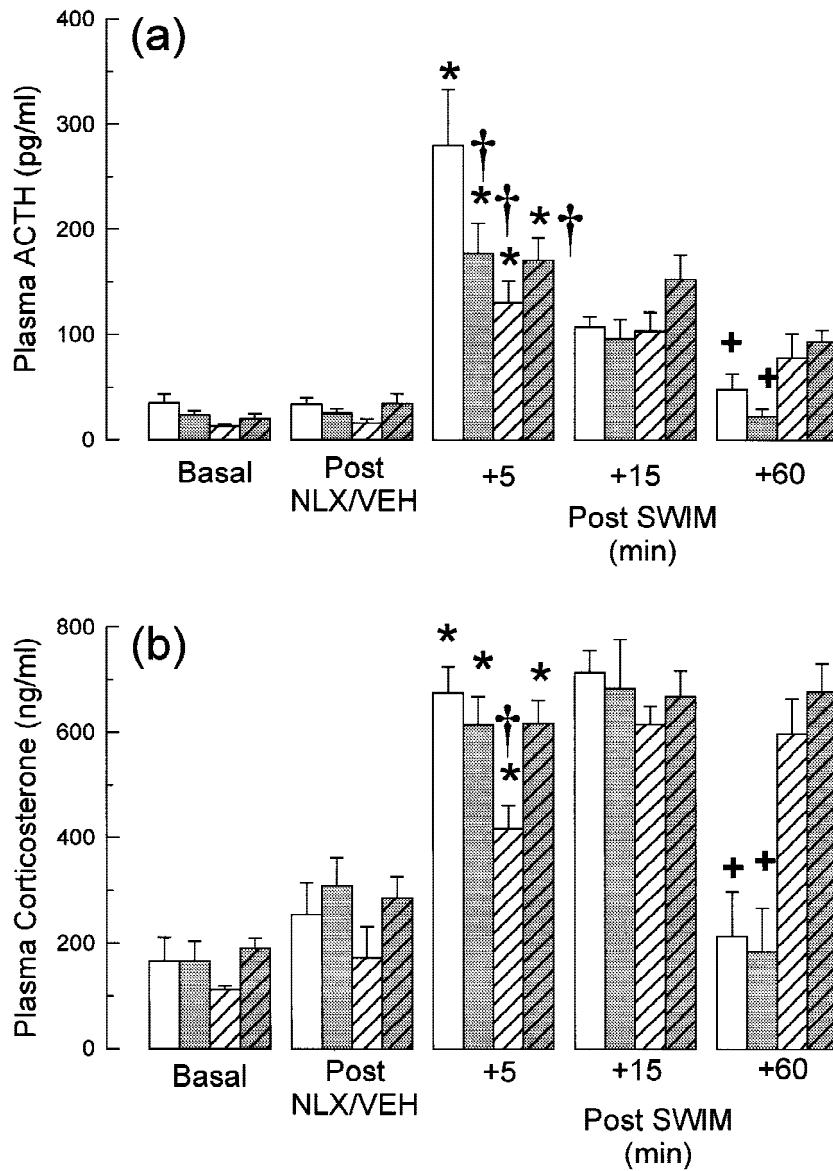 (a)
Plasma ACTH (pg/ml)
400
300
200
100
0
*
†
*
†
*
*
†
+
+
Basal
Post
NLX/VEH
+5
+15
+60
Post SWIM
(min)
(b)
Plasma Corticosterone (ng/ml)
800
600
400
200
0
*
*
†
*
*
+
+
Basal
Post
NLX/VEH
+5
+15
+60
Post SWIM
(min)